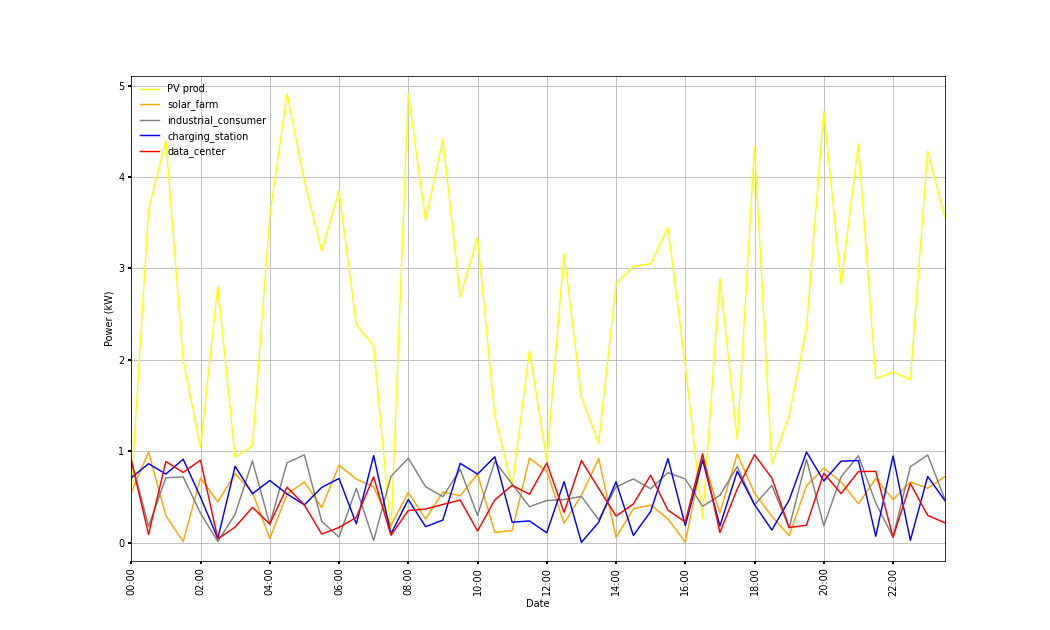 PV prod.
solar_farm
industrial_consumer
charging_station
data_center
Power (kW)
5
4
3
2
1
0
00:00
02:00
04:00
06:00
08:00
10:00
12:00
14:00
16:00
18:00
20:00
22:00
Date